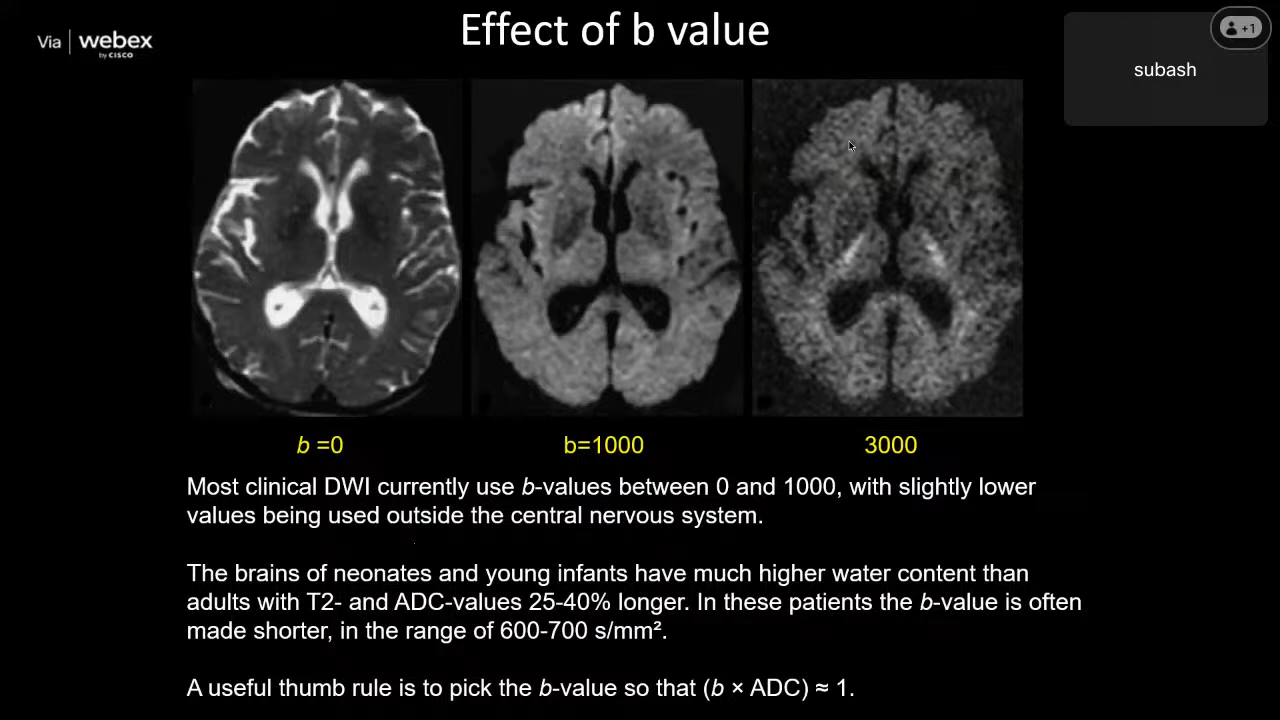 Effect of b value
Via webex
by CISCO
+1
subash
b =0
b=1000
3000
Most clinical DWI currently use b-values between 0 and 1000, with slightly lower
values being used outside the central nervous system.
The brains of neonates and young infants have much higher water content than
adults with T2- and ADC-values 25-40% longer. In these patients the b-value is often
made shorter, in the range of 600-700 s/mm².
A useful thumb rule is to pick the b-value so that (b × ADC) ≈ 1.